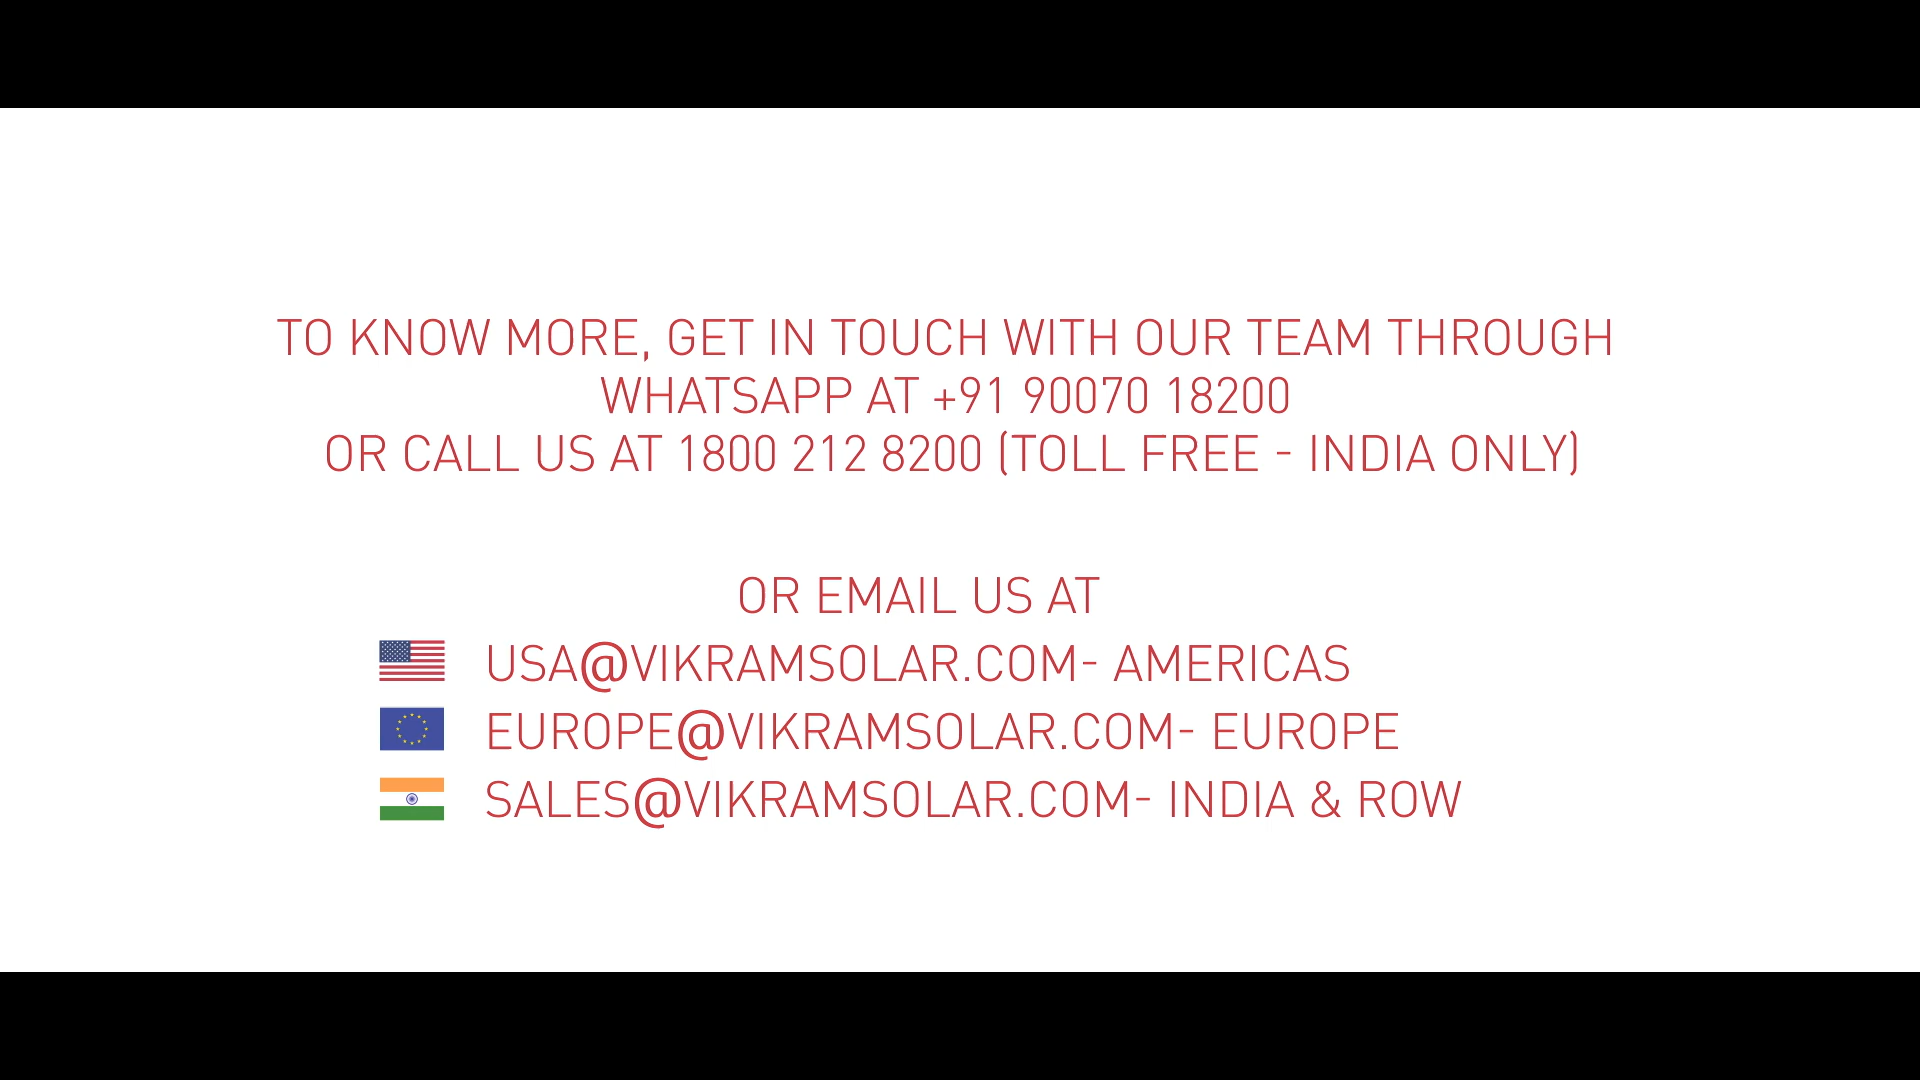 TO KNOW MORE, GET IN TOUCH WITH OUR TEAM THROUGH
WHATSAPP AT +91 90070 18200
OR CALL US AT 1800 212 8200 (TOLL FREE - INDIA ONLY)
OR EMAIL US AT
USA@VIKRAMSOLAR.COM- AMERICAS
EUROPE@VIKRAMSOLAR.COM- EUROPE
SALES@VIKRAMSOLAR.COM- INDIA & ROW